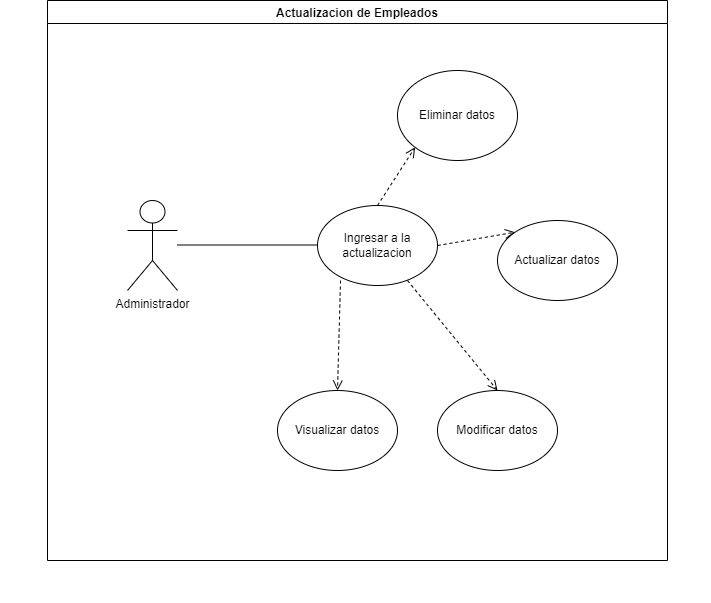 Actualizacion de Empleados
Eliminar datos
Ingresar a la
actualizacion
Actualizar datos
Administrador
Visualizar datos
Modificar datos